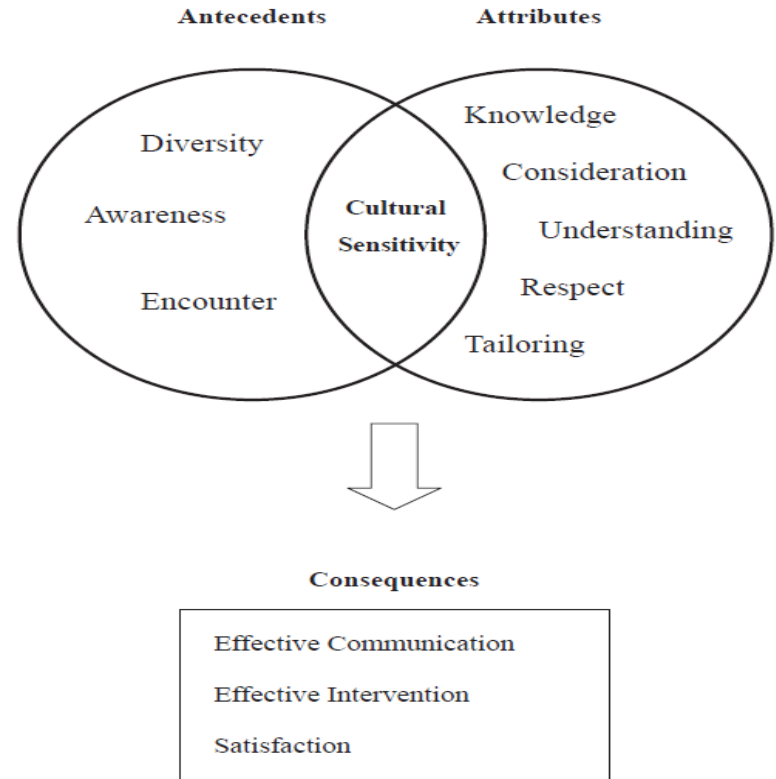 Antecedents
Attributes
Diversity
Awareness
Encounter
Cultural
Sensitivity
Knowledge
Consideration
Understanding
Respect
Tailoring
Consequences
Effective Communication
Effective Intervention
Satisfaction